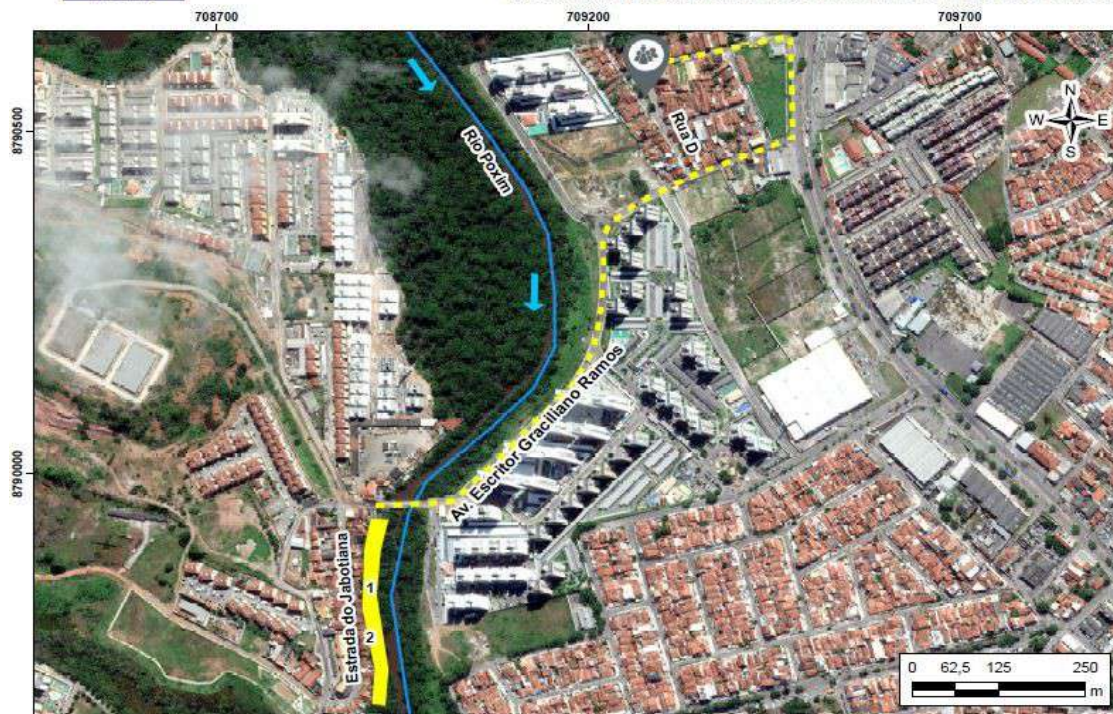 708700
709200
709700
8790500
8790000
Rio Poxim
Rua D
N
W E
S
Av. Escritor Graciliano Ramos
Estrada do Jabotiana
1
2
0 62,5 125 250
m